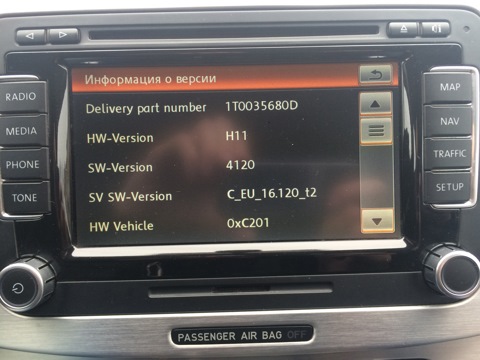 Информация о версии
Delivery part number 1T0035680D
HW-Version H11
SW-Version 4120
SV SW-Version C_EU_16.120_t2
HW Vehicle 0xC201
RADIO
MEDIA
PHONE
TONE
MAP
NAV
TRAFFIC
SETUP
PASSENGER AIR BAG OFF